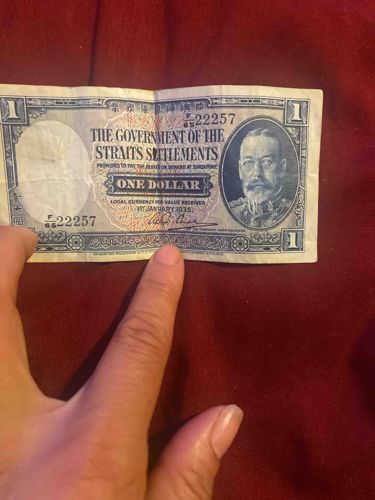 1
F/65 22257
THE GOVERNMENT OF THE
STRAITS SETTLEMENTS
PROMISES TO PAY THE BEARER ON DEMAND AT SINGAPORE
ONE DOLLAR
LOCAL CURRENCY FOR VALUE RECEIVED
1ST JANUARY 1935.
F/65 22257
1